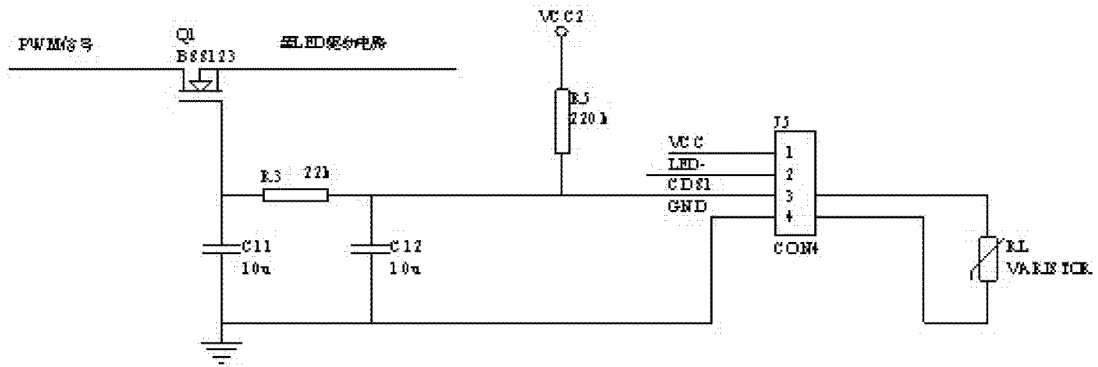 VCC2
Q1
PWM信号
BSS123
至LED驱动电路
R5
220k
J5
VCC
1
LED-
2
R3 22k
CDS1
3
GND
4
C11
10u
C12
10u
CON4
RL
VARISTOR